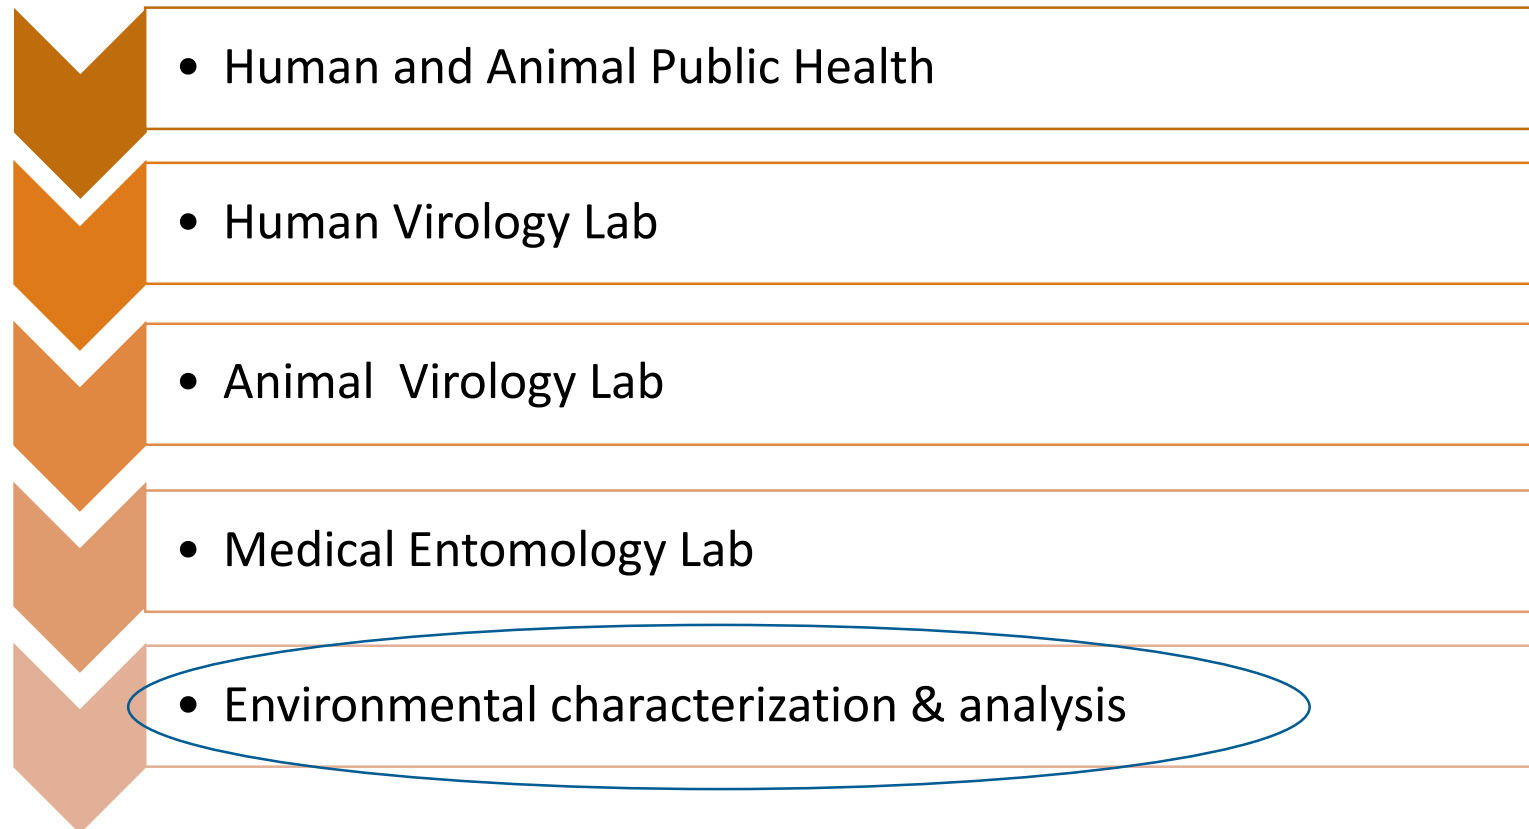 • Human and Animal Public Health
• Human Virology Lab
• Animal  Virology Lab
• Medical Entomology Lab
• Environmental characterization & analysis